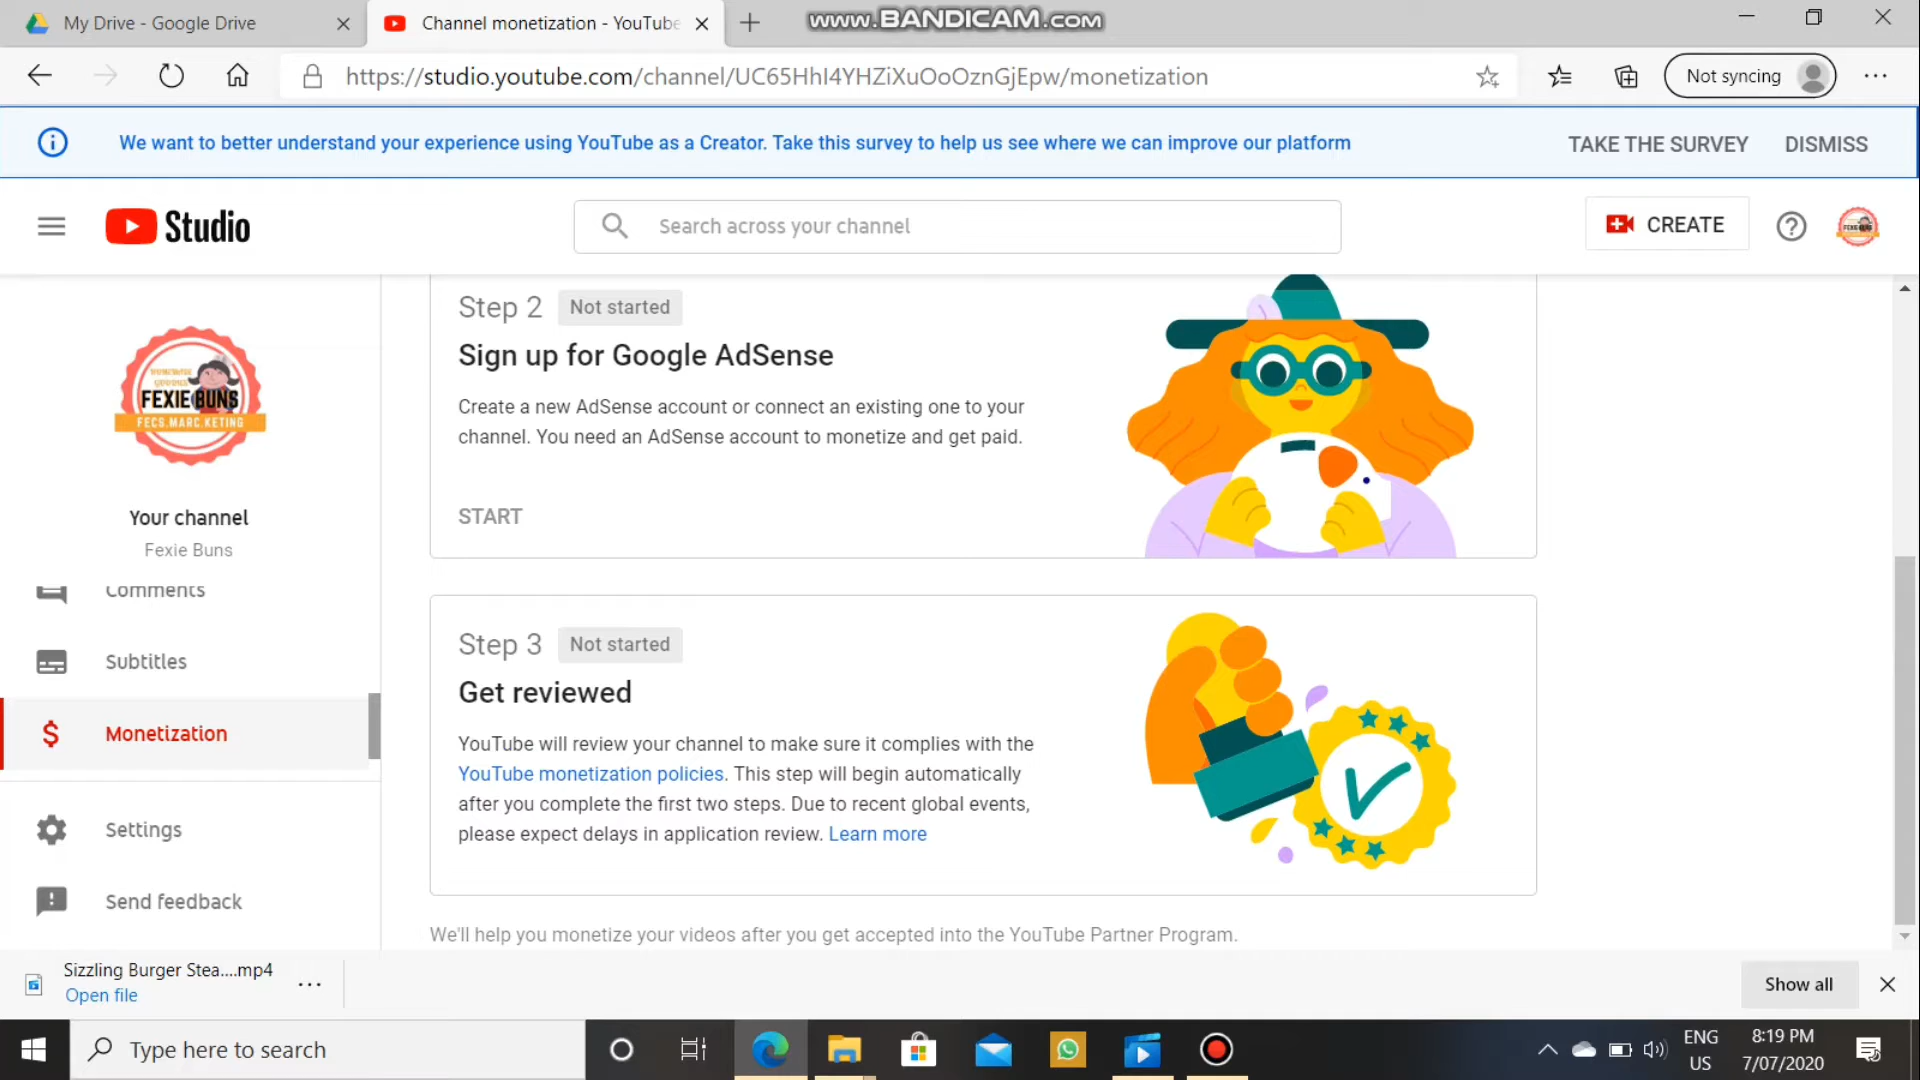 My Drive - Google Drive
Channel monetization - YouTube
www.BANDICAM.com
https://studio.youtube.com/channel/UC65HhI4YHZiXuOoOznGjEpw/monetization
Not syncing
We want to better understand your experience using YouTube as a Creator. Take this survey to help us see where we can improve our platform
TAKE THE SURVEY
DISMISS
Studio
Search across your channel
CREATE
HOMEMADE
GOODIES
FEXIE BUNS
FECS.MARC.KETING
Your channel
Fexie Buns
Comments
Subtitles
Monetization
Settings
Send feedback
Step 2
Not started
Sign up for Google AdSense
Create a new AdSense account or connect an existing one to your
channel. You need an AdSense account to monetize and get paid.
START
Step 3
Not started
Get reviewed
YouTube will review your channel to make sure it complies with the
YouTube monetization policies. This step will begin automatically
after you complete the first two steps. Due to recent global events,
please expect delays in application review. Learn more
We'll help you monetize your videos after you get accepted into the YouTube Partner Program.
Sizzling Burger Stea....mp4
Open file
Show all
Type here to search
ENG
US
8:19 PM
7/07/2020